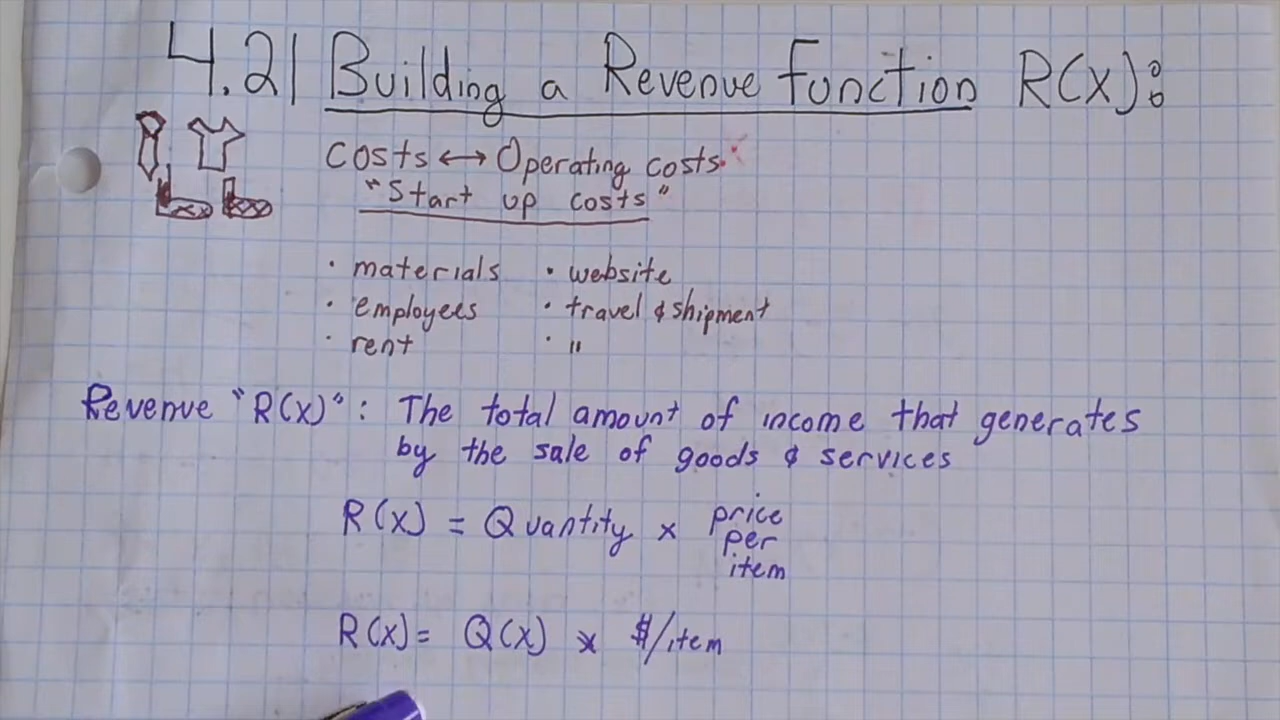 4.21 Building a Revenue function R(x):
Costs ↔ Operating costs
"Start up costs"
· materials · website
· employees · travel & shipment
· rent · "
Revenue "R(x)": The total amount of income that generates
by the sale of goods & services
R(x) = Quantity × price
per
item
R(x) = Q(x) × $/item